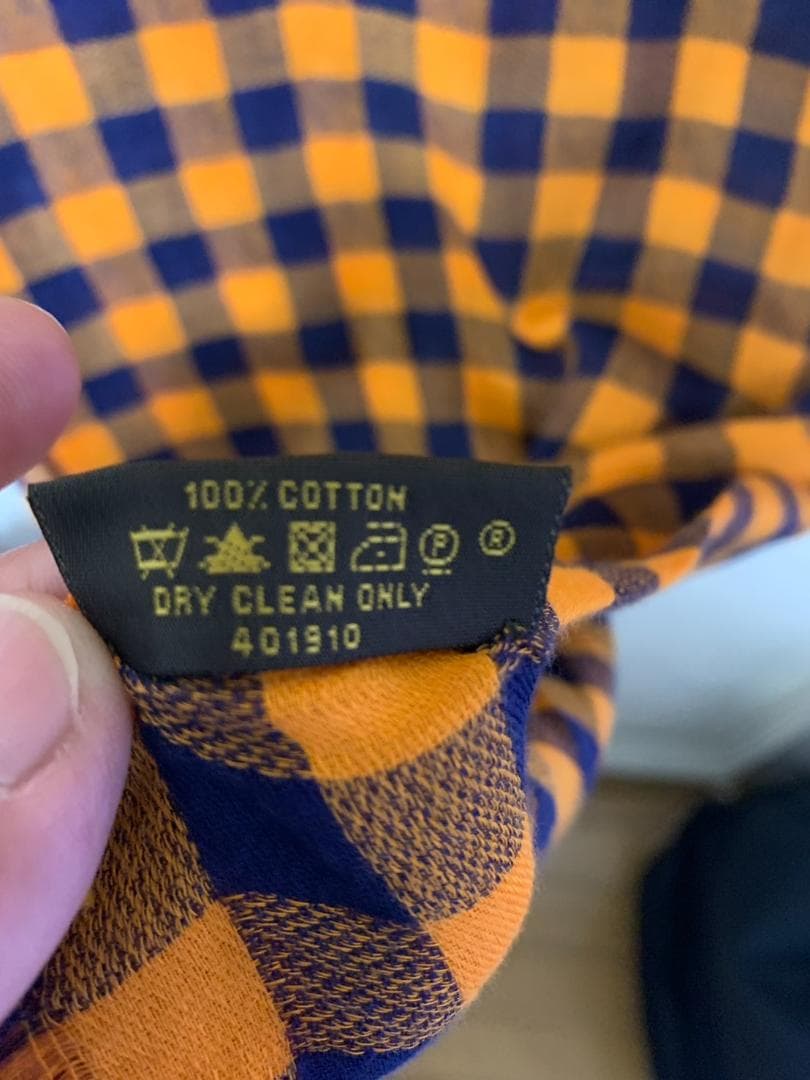 100% COTTON
P ®
DRY CLEAN ONLY
401910